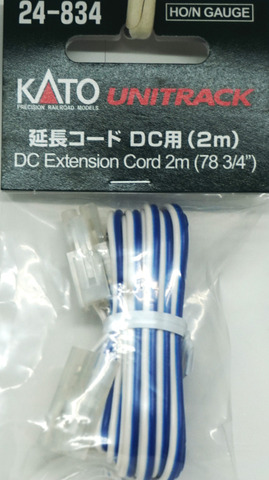 24-834
HO/N GAUGE
KATO UNITRACK
PRECISION RAILROAD MODELS
延長コード DC用(2m)
DC Extension Cord 2m (78 3/4")